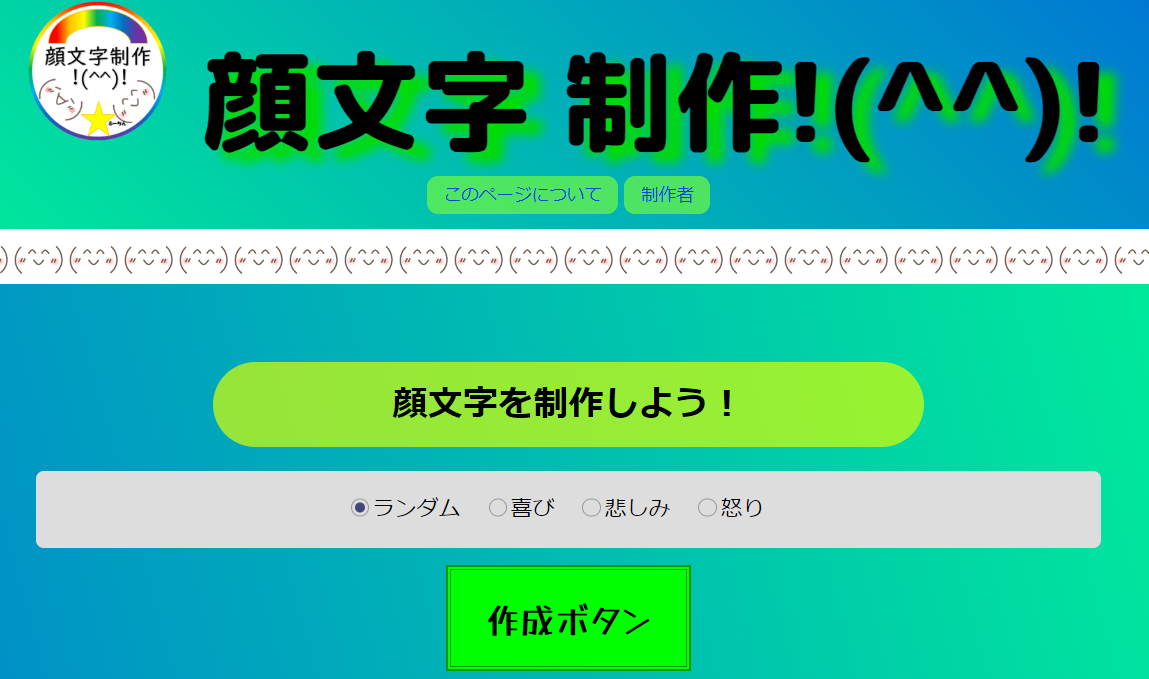 顔文字制作
!(^^)!
顔文字 制作!(^^)!
このページについて 制作者
顔文字を制作しよう！
ランダム 喜び 悲しみ 怒り
作成ボタン